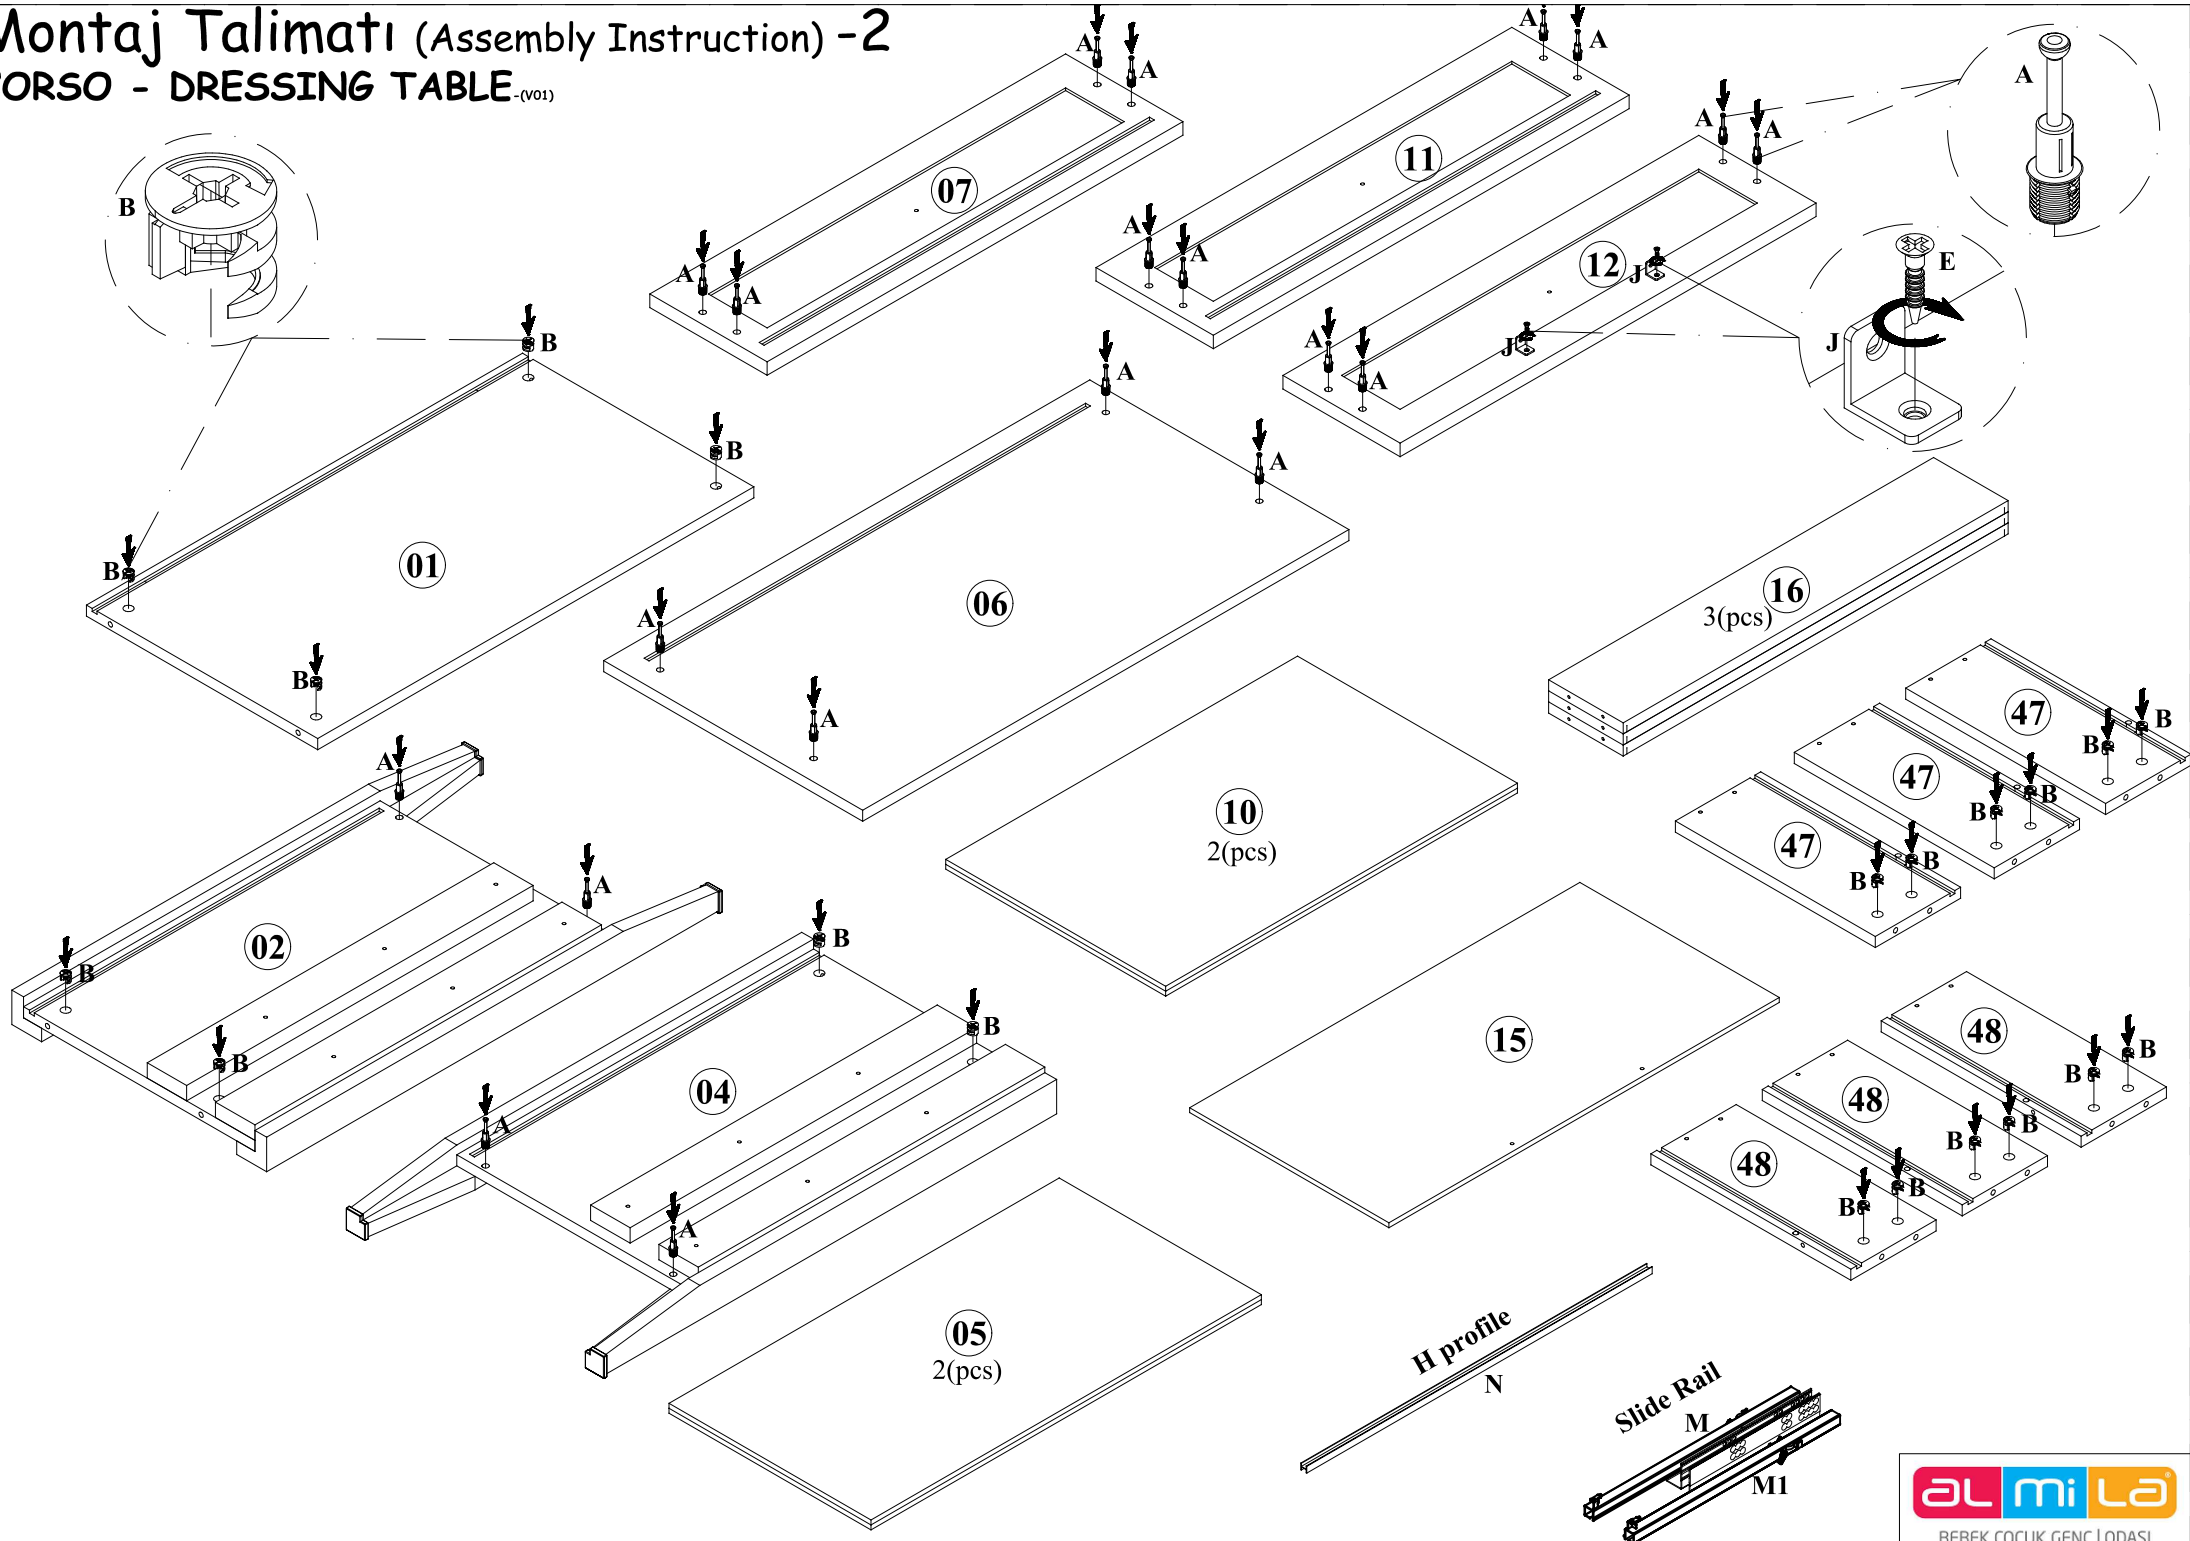 Montaj Talimatı (Assembly Instruction) -2
ORSO - DRESSING TABLE-(V01)
A
A
A
A
07
A
A
A
A
11
A
A
A
A
12
J
J
A
E
J
B
B
B
B
B
01
A
A
A
A
06
16
3(pcs)
10
2(pcs)
47
B
B
47
B
B
47
B
B
A
A
B
B
02
B
B
A
A
04
15
48
B
B
48
B
B
48
B
B
05
2(pcs)
H profile
N
Slide Rail
M
M1
aLmiLa
BEBEK ÇOCUK GENÇ ODASI